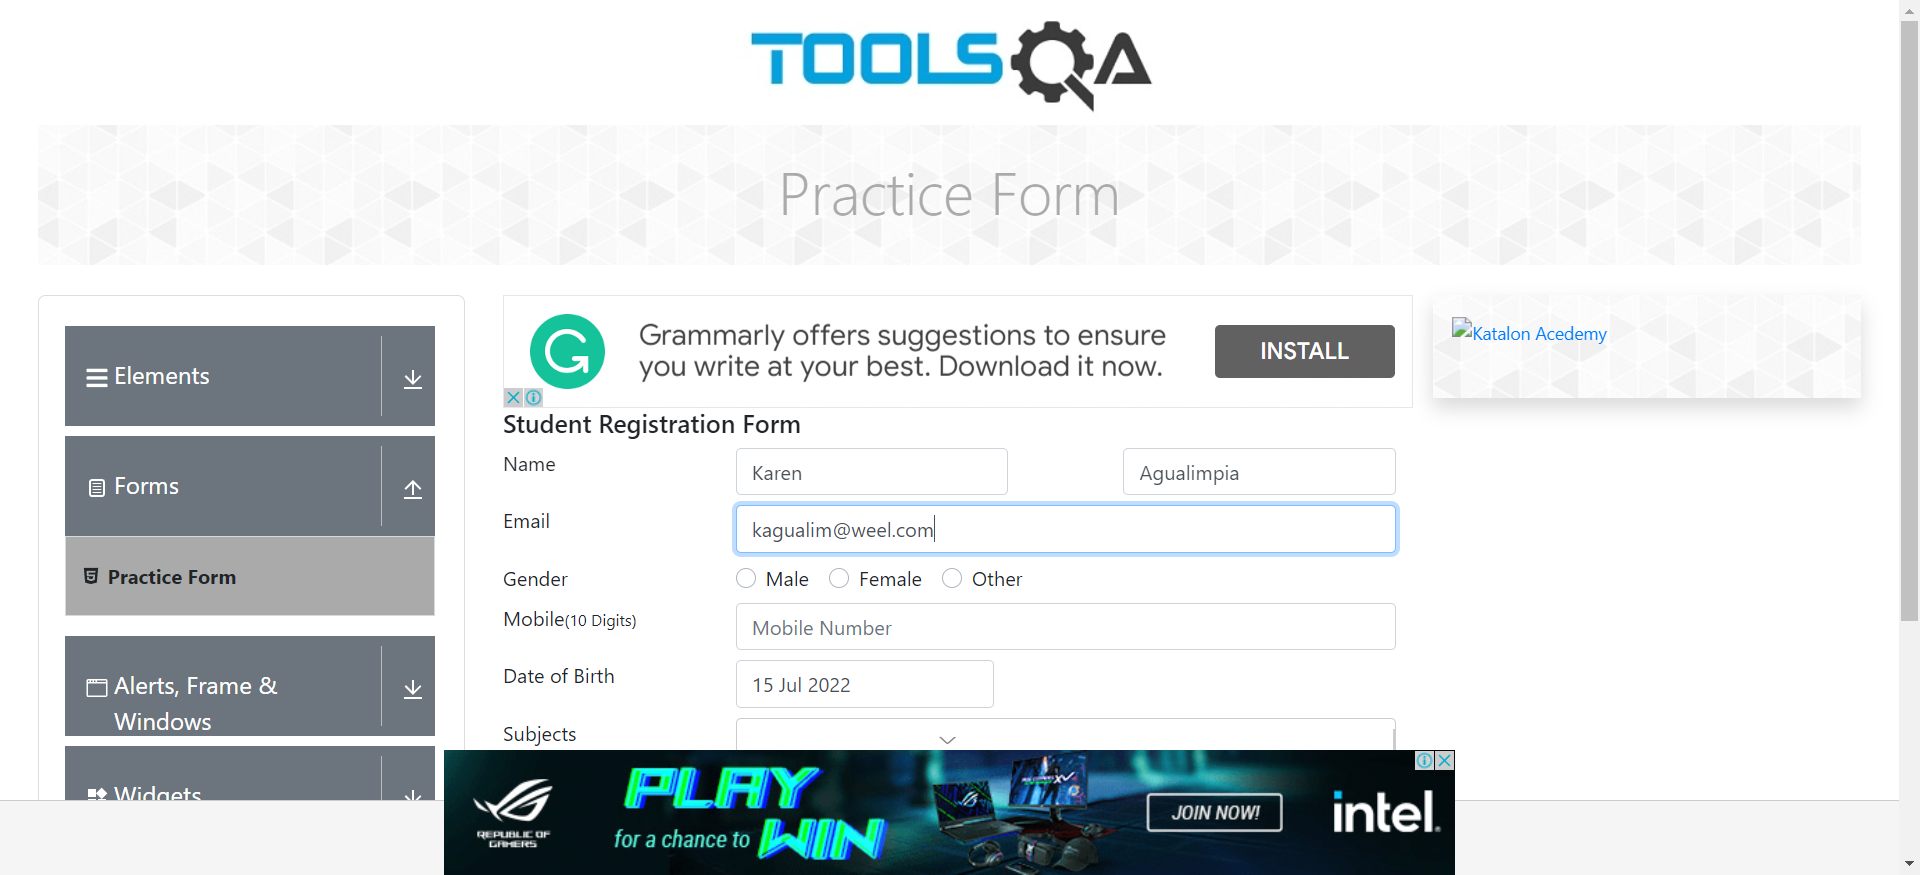 TOOLSQA
Practice Form
Elements
Forms
Practice Form
Alerts, Frame &
Windows
Widgets
Grammarly offers suggestions to ensure
you write at your best. Download it now.
INSTALL
Student Registration Form
Name
Karen
Agualimpia
Email
kagualim@weel.com
Gender
Male
Female
Other
Mobile(10 Digits)
Mobile Number
Date of Birth
15 Jul 2022
Subjects
Katalon Acedemy
REPUBLIC OF
GAMERS
PLAY
for a chance to WIN
JOIN NOW!
intel.